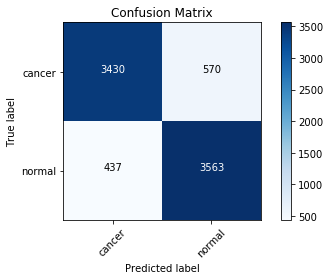 Confusion Matrix
True label
cancer
3430
570
normal
437
3563
cancer
normal
Predicted label
3500
3000
2500
2000
1500
1000
500